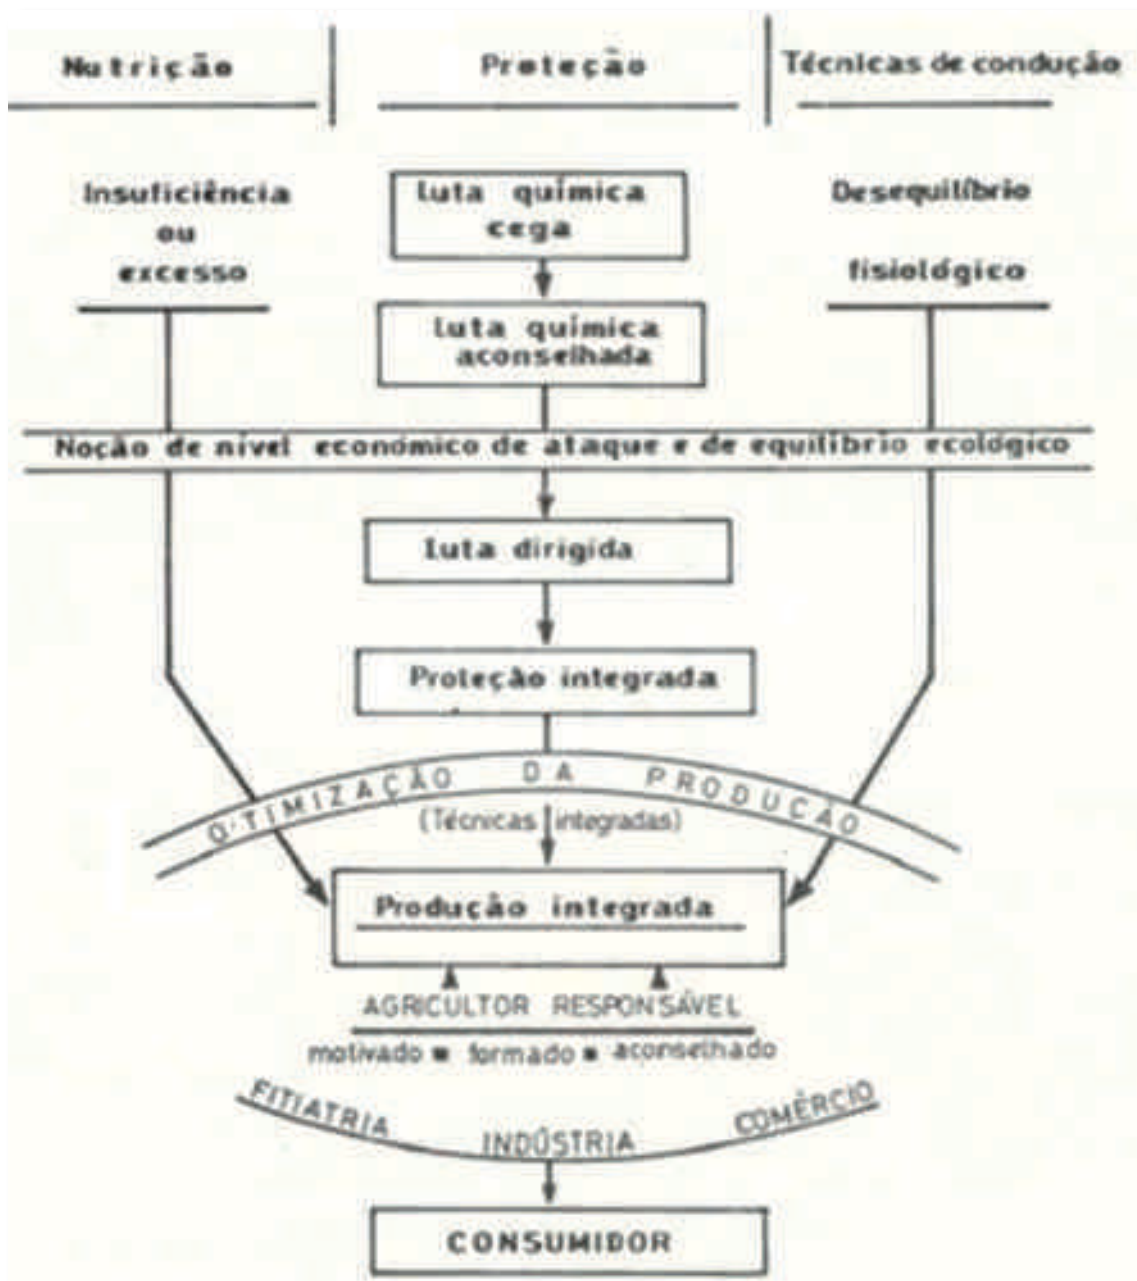 Nutrição
Proteção
Técnicas de condução
Insuficiência
ou
excesso
Luta química
cega
Desequilíbrio
fisiológico
Luta química
aconselhada
Noção de nível económico de ataque e de equilíbrio ecológico
Luta dirigida
Proteção integrada
OTIMIZAÇÃO DA PRODUÇÃO
(Técnicas integradas)
Produção integrada
AGRICULTOR RESPONSÁVEL
motivado formado aconselhado
FITIATRIA INDÚSTRIA COMÉRCIO
CONSUMIDOR